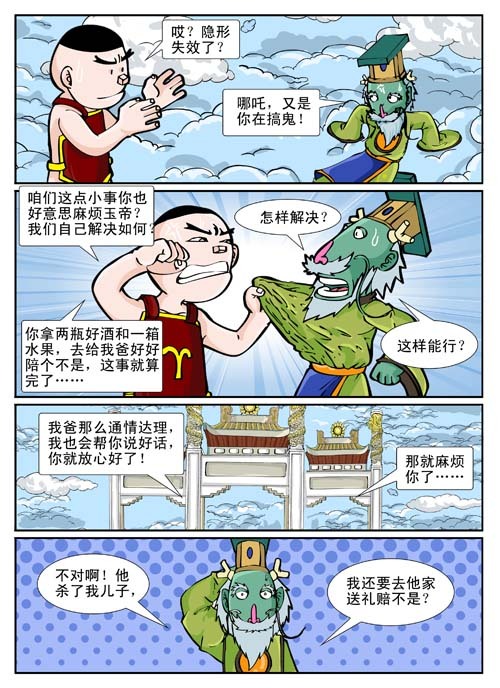 哎？隐形
失效了？
哪吒，又是
你在搞鬼！
咱们这点小事你也
好意思麻烦玉帝？
我们自己解决如何？
怎样解决？
你拿两瓶好酒和一箱
水果，去给我爸好好
陪个不是，这事就算
完了……
这样能行？
我爸那么通情达理，
我也会帮你说好话，
你就放心好了！
那就麻烦
你了……
不对啊！他
杀了我儿子，
我还要去他家
送礼赔不是？